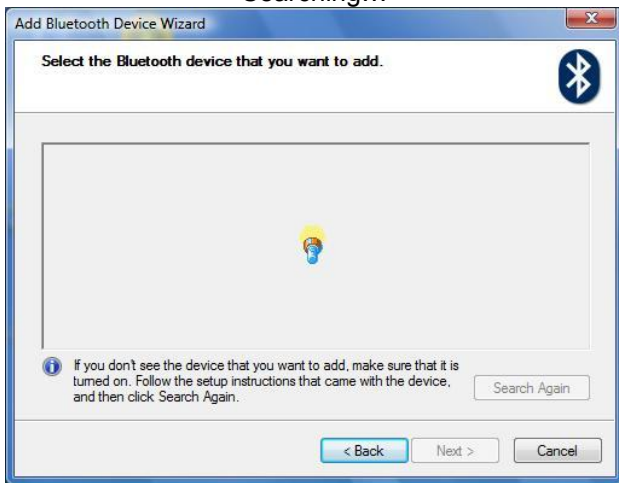 Searching...
Add Bluetooth Device Wizard
Select the Bluetooth device that you want to add.
If you don't see the device that you want to add, make sure that it is
turned on. Follow the setup instructions that came with the device,
and then click Search Again.
Search Again
< Back
Next >
Cancel